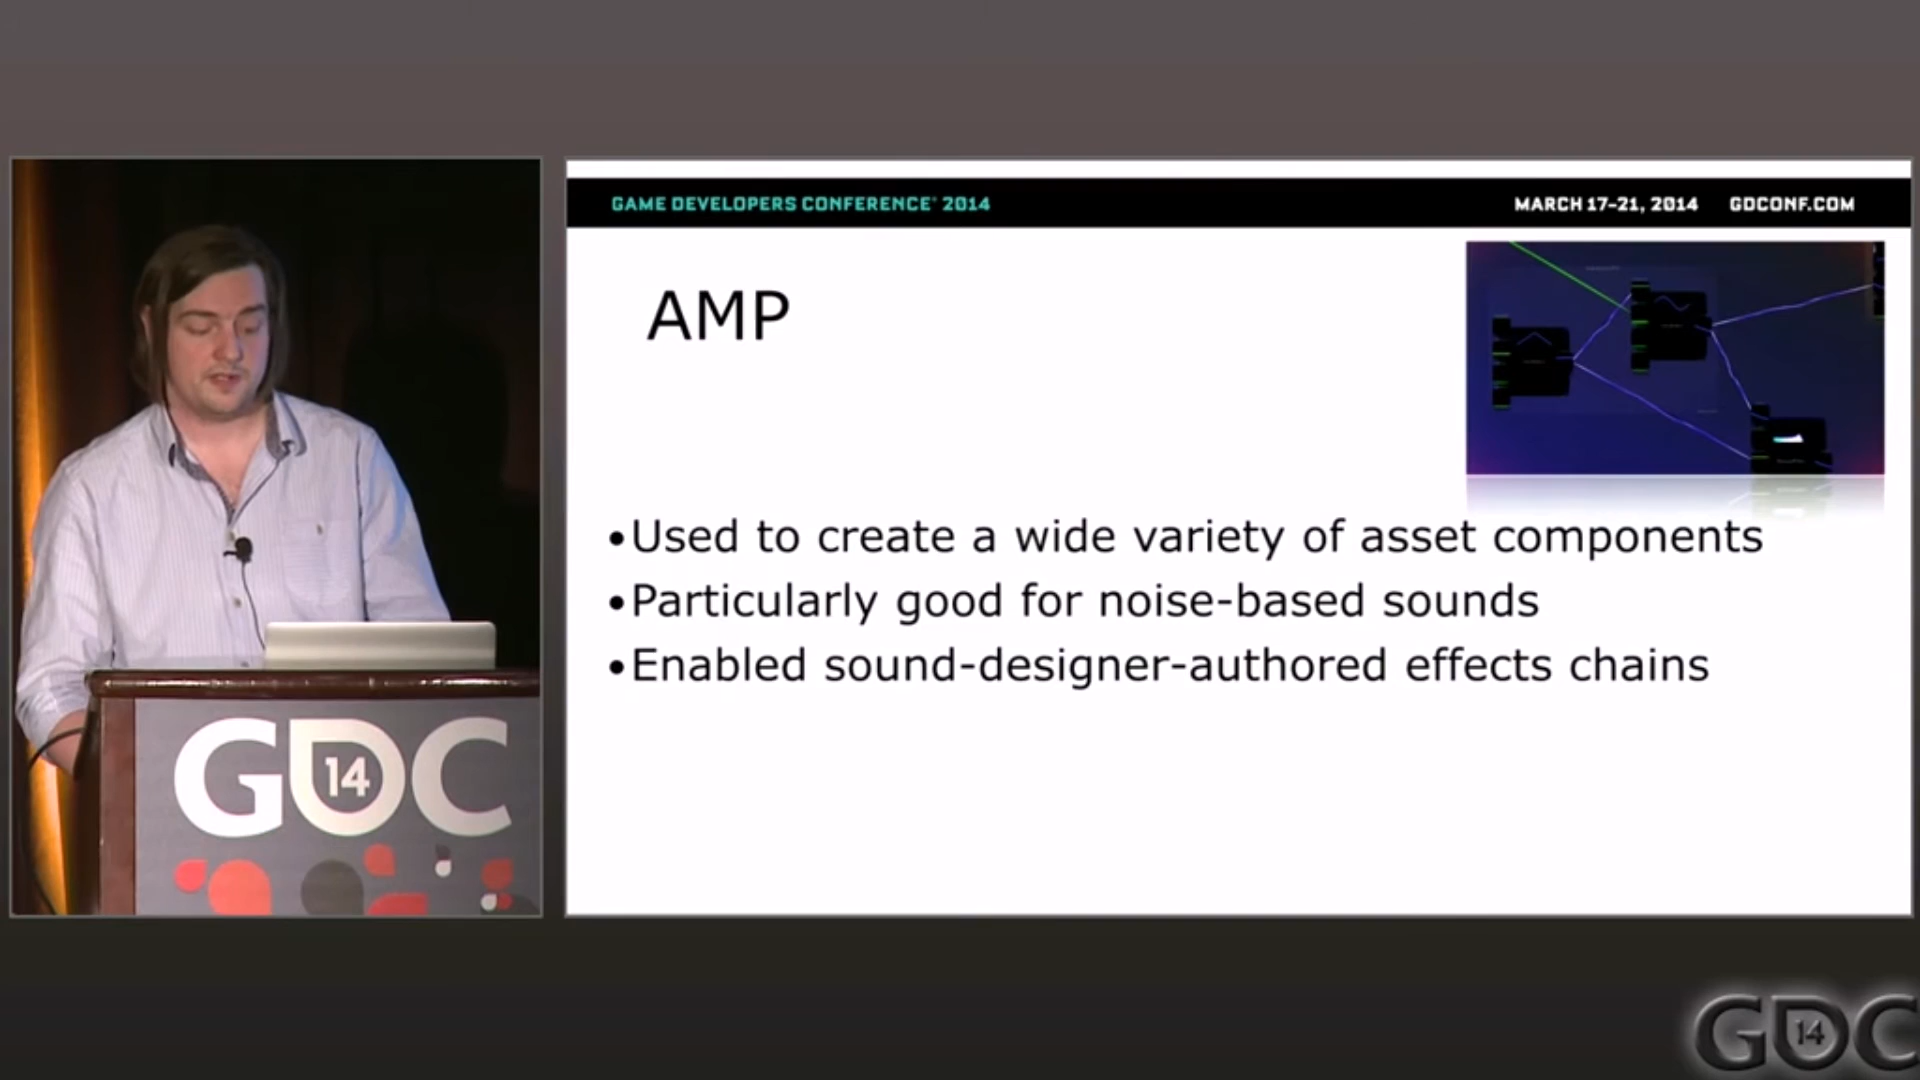 GAME DEVELOPERS CONFERENCE® 2014
MARCH 17-21, 2014 GDCONF.COM
AMP
•Used to create a wide variety of asset components
•Particularly good for noise-based sounds
•Enabled sound-designer-authored effects chains
GDC
14
GDC
14